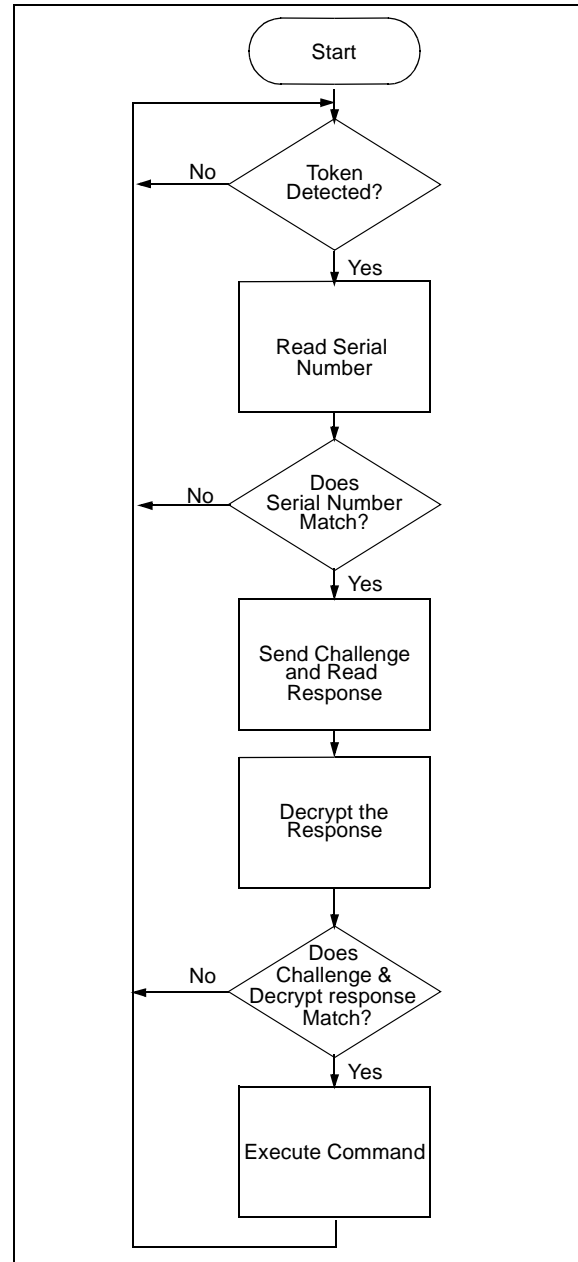 Start
Token
Detected?
No
Yes
Read Serial
Number
Does
Serial Number
Match?
No
Yes
Send Challenge
and Read
Response
Decrypt the
Response
Does
Challenge &
Decrypt response
Match?
No
Yes
Execute Command